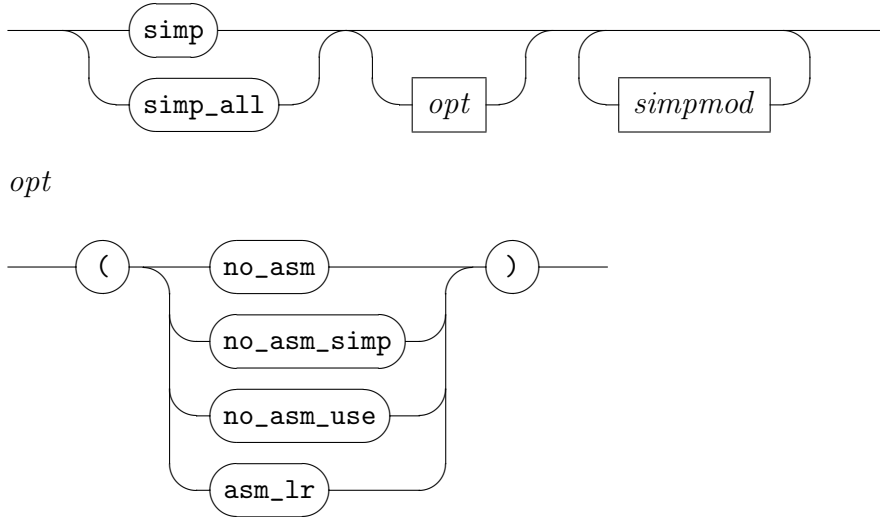 simp
simp_all
opt
simpmod
opt
( no_asm )
no_asm_simp
no_asm_use
asm_lr